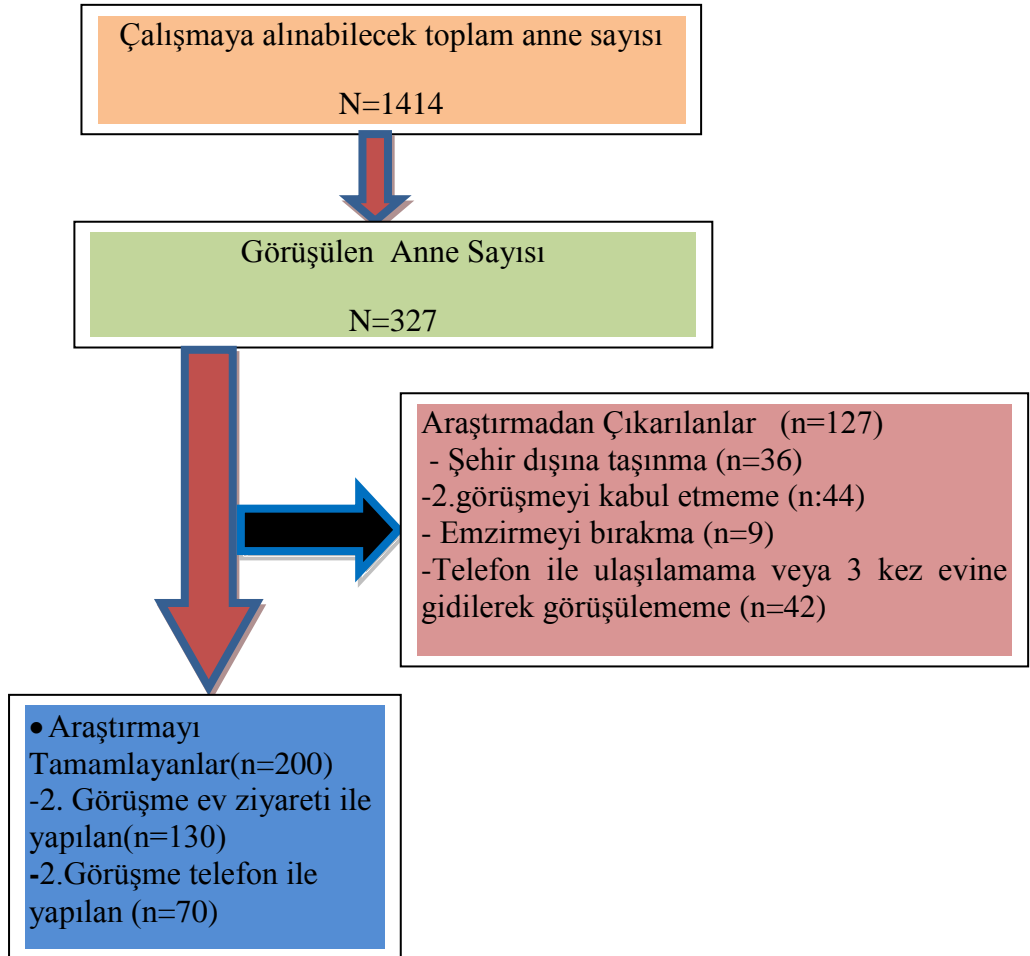 Çalışmaya alınabilecek toplam anne sayısı
N=1414
Görüşülen Anne Sayısı
N=327
Araştırmadan Çıkarılanlar (n=127)
- Şehir dışına taşınma (n=36)
-2.görüşmeyi kabul etmeme (n:44)
- Emzirmeyi bırakma (n=9)
-Telefon ile ulaşılamama veya 3 kez evine
gidilerek görüşülememe (n=42)
• Araştırmayı
Tamamlayanlar(n=200)
-2. Görüşme ev ziyareti ile
yapılan(n=130)
-2.Görüşme telefon ile
yapılan (n=70)